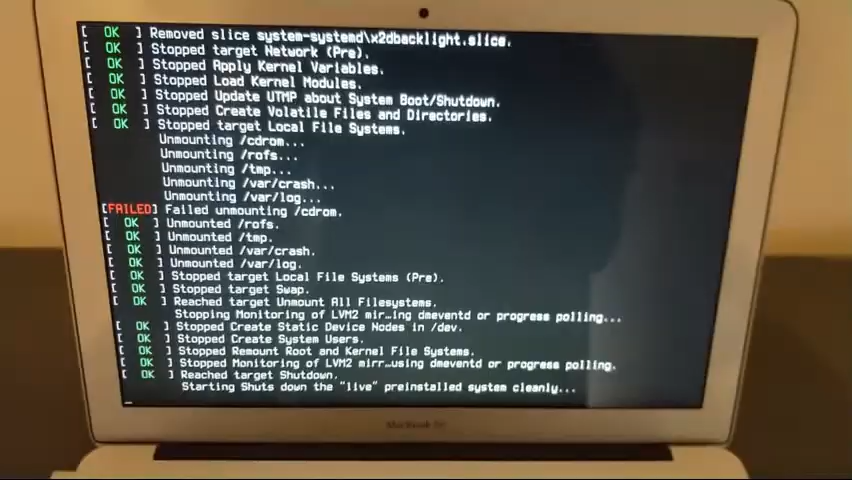 [ OK ] Removed slice system-systemd\x2dbacklight.slice.
[ OK ] Stopped target Network (Pre).
[ OK ] Stopped Apply Kernel Variables.
[ OK ] Stopped Load Kernel Modules.
[ OK ] Stopped Update UTMP about System Boot/Shutdown.
[ OK ] Stopped Create Volatile Files and Directories.
[ OK ] Stopped target Local File Systems.
Unmounting /cdrom...
Unmounting /rofs...
Unmounting /tmp...
Unmounting /var/crash...
Unmounting /var/log...
[FAILED] Failed unmounting /cdrom.
[ OK ] Unmounted /rofs.
[ OK ] Unmounted /tmp.
[ OK ] Unmounted /var/crash.
[ OK ] Unmounted /var/log.
[ OK ] Stopped target Local File Systems (Pre).
[ OK ] Stopped target Swap.
[ OK ] Reached target Unmount All Filesystems.
Stopping Monitoring of LVM2 mir…ing dmeventd or progress polling...
[ OK ] Stopped Create Static Device Nodes in /dev.
[ OK ] Stopped Create System Users.
[ OK ] Stopped Remount Root and Kernel File Systems.
[ OK ] Stopped Monitoring of LVM2 mirr…using dmeventd or progress polling.
[ OK ] Reached target Shutdown.
Starting Shuts down the "live" preinstalled system cleanly...
MacBook Air